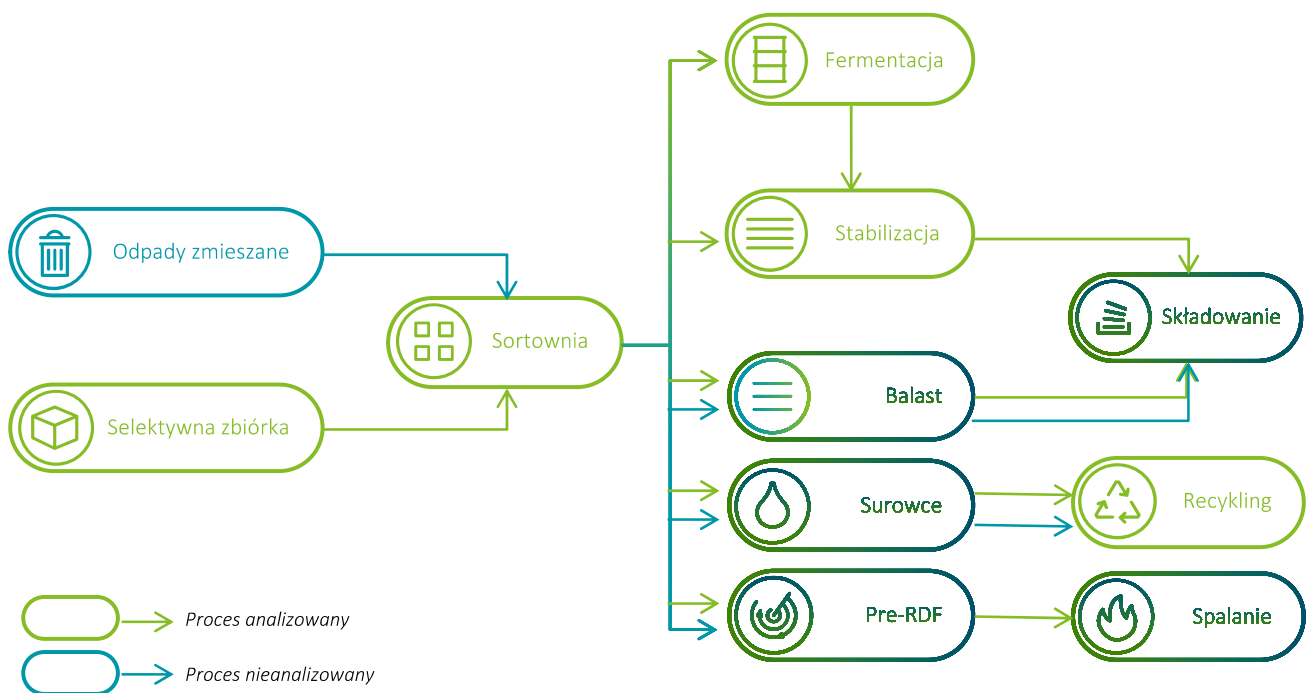 Fermentacja
Odpady zmieszane
Stabilizacja
Sortownia
Składowanie
Selektywna zbiórka
Balast
Surowce
Recykling
Pre-RDF
Spalanie
Proces analizowany
Proces nieanalizowany